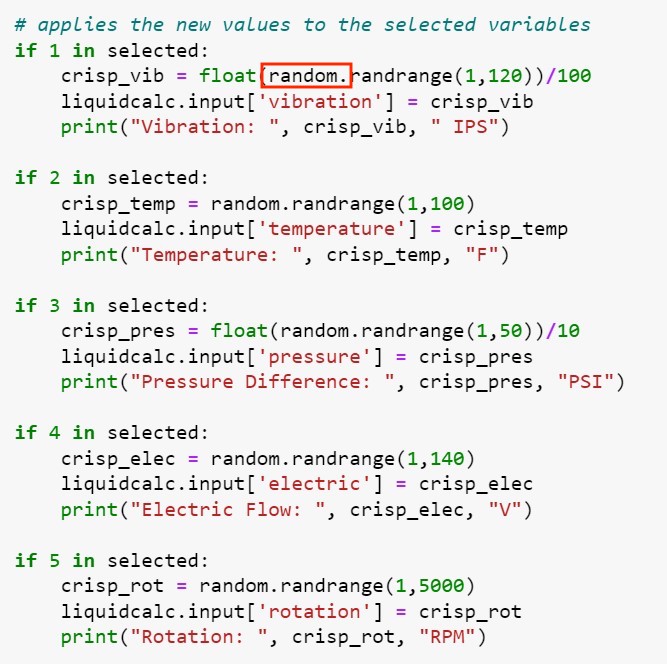 # applies the new values to the selected variables
if 1 in selected:
    crisp_vib = float(random.randrange(1,120))/100
    liquidcalc.input['vibration'] = crisp_vib
    print("Vibration: ", crisp_vib, " IPS")
if 2 in selected:
    crisp_temp = random.randrange(1,100)
    liquidcalc.input['temperature'] = crisp_temp
    print("Temperature: ", crisp_temp, "F")
if 3 in selected:
    crisp_pres = float(random.randrange(1,50))/10
    liquidcalc.input['pressure'] = crisp_pres
    print("Pressure Difference: ", crisp_pres, "PSI")
if 4 in selected:
    crisp_elec = random.randrange(1,140)
    liquidcalc.input['electric'] = crisp_elec
    print("Electric Flow: ", crisp_elec, "V")
if 5 in selected:
    crisp_rot = random.randrange(1,5000)
    liquidcalc.input['rotation'] = crisp_rot
    print("Rotation: ", crisp_rot, "RPM")